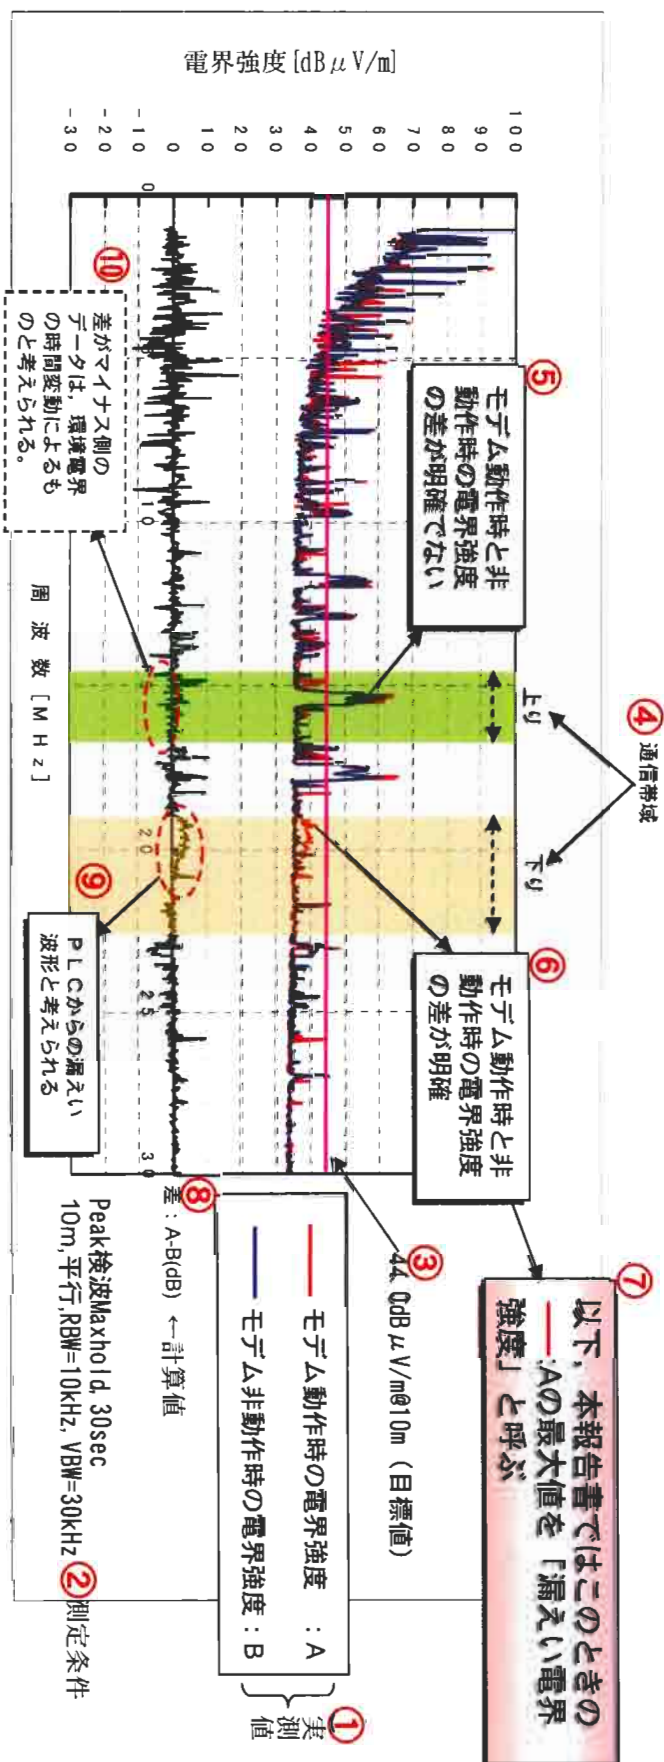 ⑦
以下, 本報告書ではこのときの
:Aの最大値を「漏えい電界
強度」と呼ぶ
④通信帯域
上り
下り
⑤
モデム動作時と非
動作時の電界強度
の差が明確でない
⑥
モデム動作時と非
動作時の電界強度
の差が明確
③
44.0dBμV/m@10m (目標値)
モデム動作時の電界強度 :A
モデム非動作時の電界強度:B
①
実
測
値
⑧
差:A-B(dB) ←計算値
Peak検波Maxhold, 30sec
10m,平行,RBW=10kHz, VBW=30kHz
②測定条件
電界強度[dBμV/m]
100
90
80
70
60
50
40
30
20
10
0
-10
-20
-30
0
10
20
25
30
周波数[MHz]
⑩
差がマイナス側の
データは, 環境電界
の時間変動によるも
のと考えられる。
⑨
PLCからの漏えい
波形と考えられる